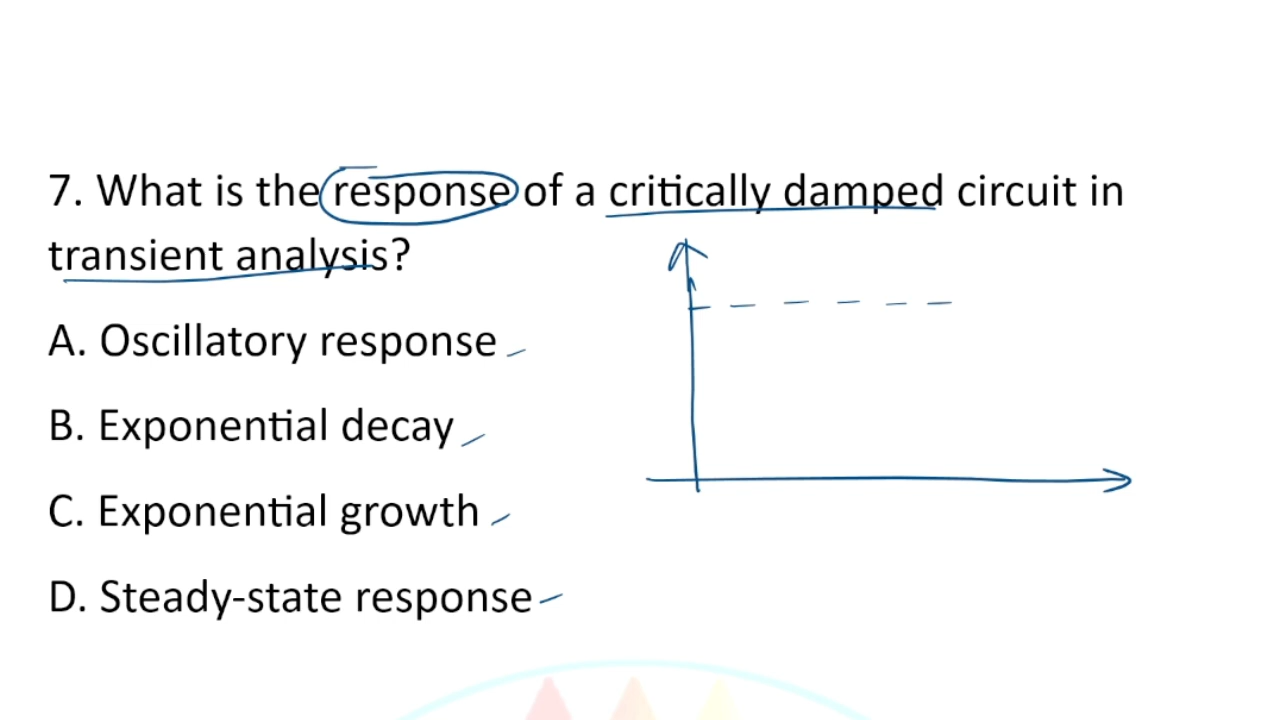 7. What is the response of a critically damped circuit in
transient analysis?
A. Oscillatory response
B. Exponential decay
C. Exponential growth
D. Steady-state response